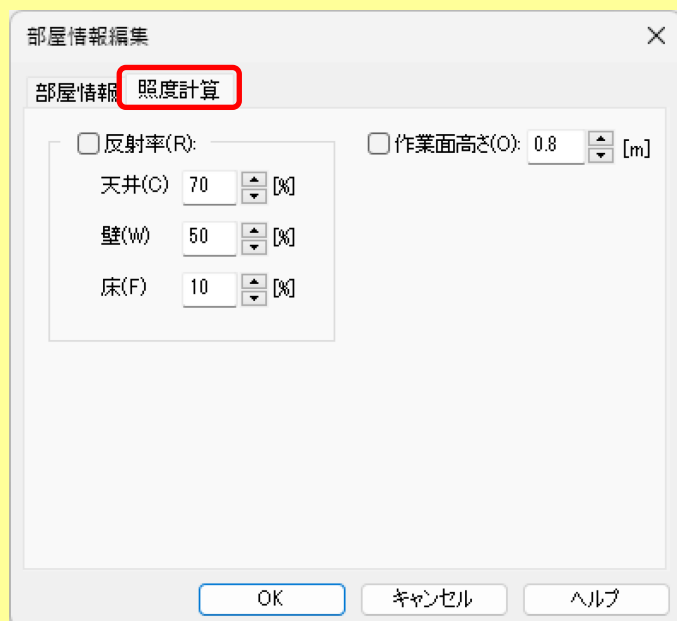 部屋情報編集
部屋情報 照度計算
反射率(R):
天井(C) 70 [%]
壁(W) 50 [%]
床(F) 10 [%]
作業面高さ(O): 0.8 [m]
OK キャンセル ヘルプ